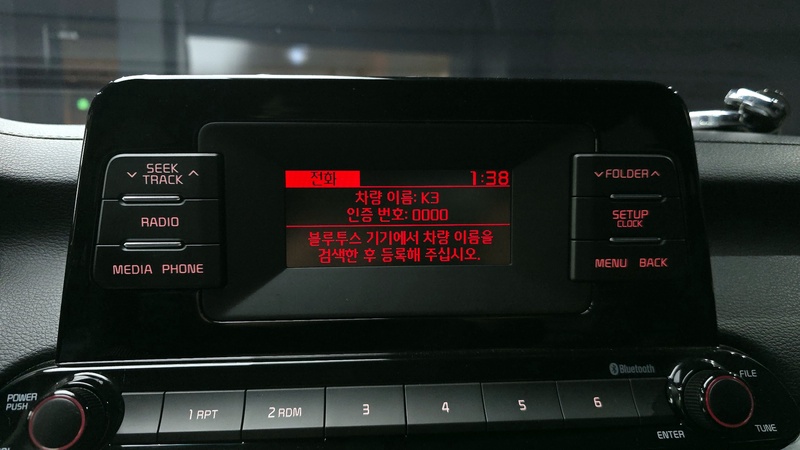 SEEK
TRACK
RADIO
MEDIA PHONE
전화 1:38
차량 이름: K3
인증 번호: 0000
블루투스 기기에서 차량 이름을
검색한 후 등록해 주십시오.
FOLDER
SETUP
CLOCK
MENU BACK
Bluetooth
POWER
PUSH
1 RPT
2 RDM
3
4
5
6
FILE
TUNE
ENTER